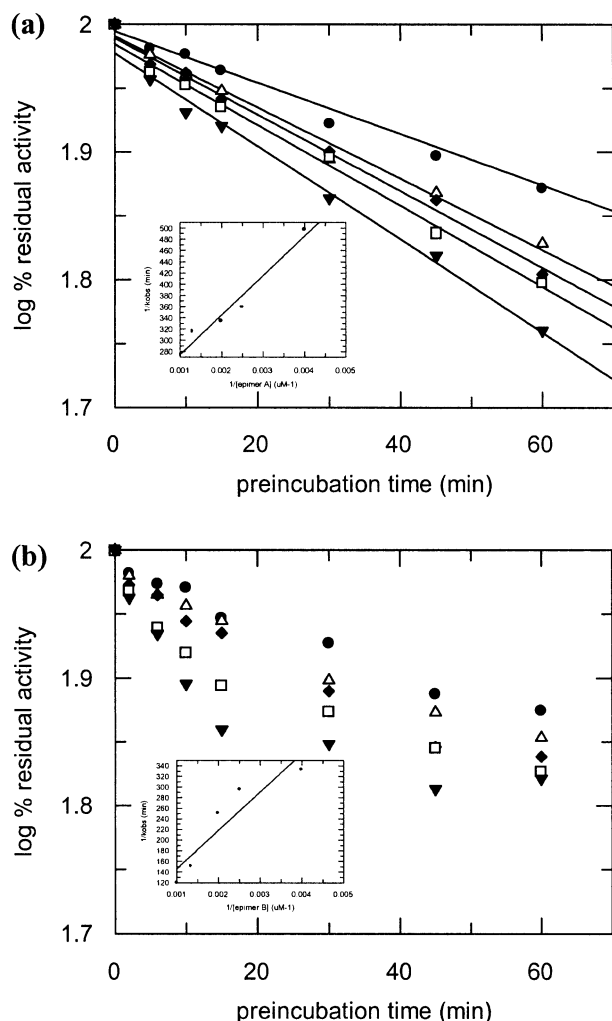 (a)
2
1.9
1.8
1.7
log % residual activity
500
480
460
440
420
400
380
360
340
320
300
280
1/kobs (min)
0.001 0.002 0.003 0.004 0.005
1/[epimer A] (uM-1)
0 20 40 60
preincubation time (min)
(b)
2
1.9
1.8
1.7
log % residual activity
340
320
300
280
260
240
220
200
180
160
140
120
1/kobs (min)
0.001 0.002 0.003 0.004 0.005
1/[epimer B] (uM-1)
0 20 40 60
preincubation time (min)